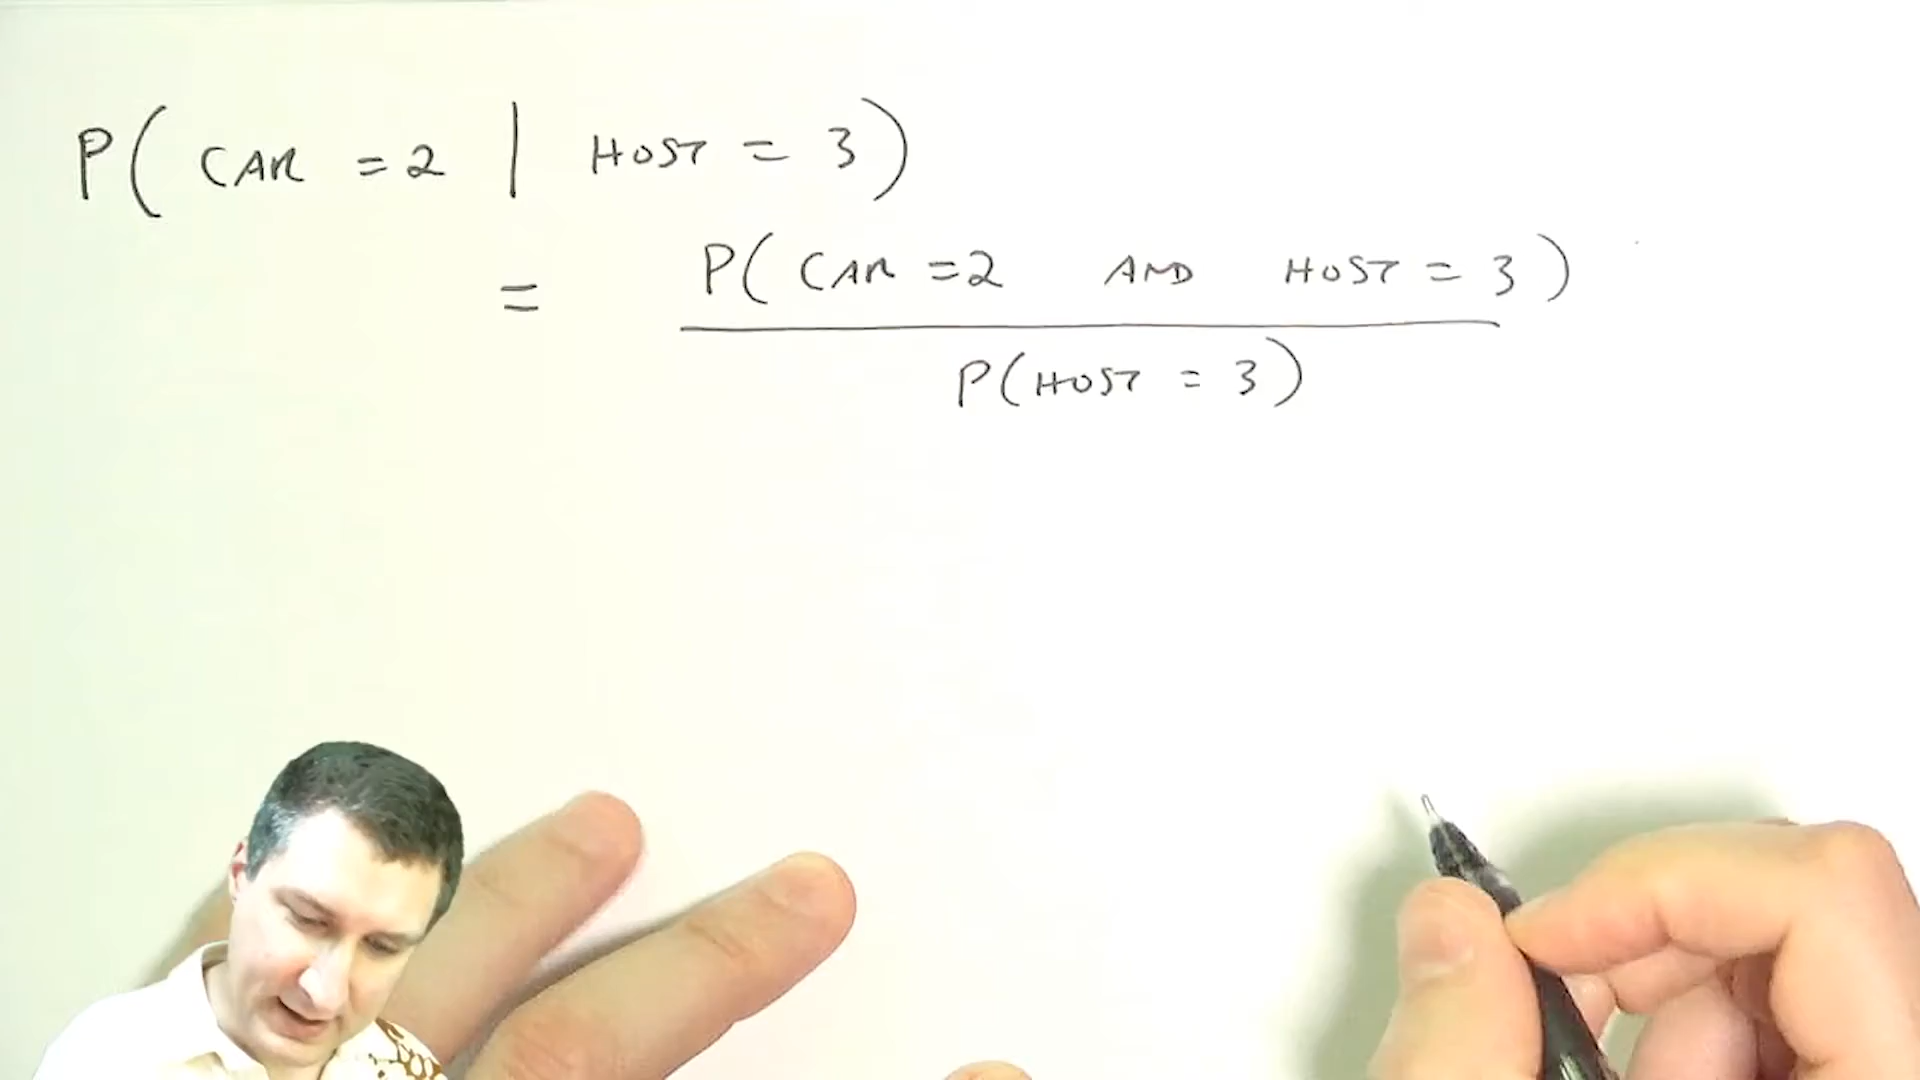 P( CAR = 2 | HOST = 3 )
= P( CAR = 2 AND HOST = 3 )
P( HOST = 3 )